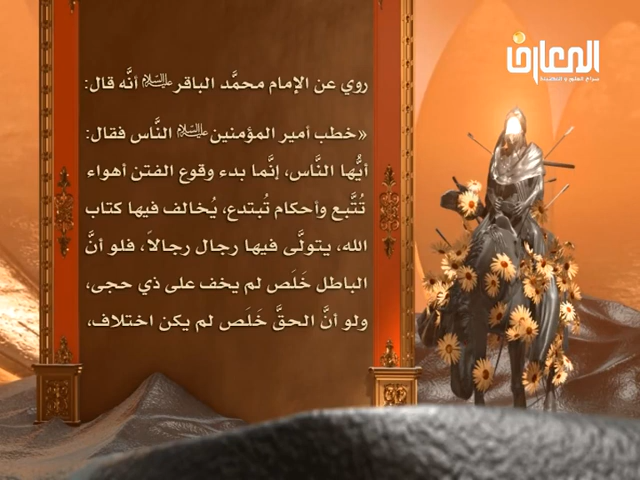 المعارف
روي عن الإمام محمَّد الباقر عليه السلام أنَّه قال:
«خطب أمير المؤمنين عليه السلام النَّاس فقال:
أيُّها النَّاس، إنَّما بدء وقوع الفتن أهواء
تُتَّبع وأحكام تُبتدع، يُخالف فيها كتاب
الله، يتولَّى فيها رجال رجالاً، فلو أنَّ
الباطل خَلَص لم يخف على ذي حجى،
ولو أنَّ الحقَّ خَلَص لم يكن اختلاف،